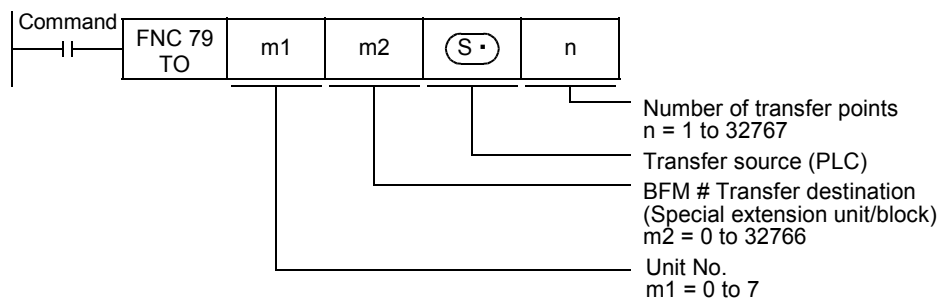 Command
FNC 79
TO
m1
m2
S·
n
Number of transfer points
n = 1 to 32767
Transfer source (PLC)
BFM # Transfer destination
(Special extension unit/block)
m2 = 0 to 32766
Unit No.
m1 = 0 to 7